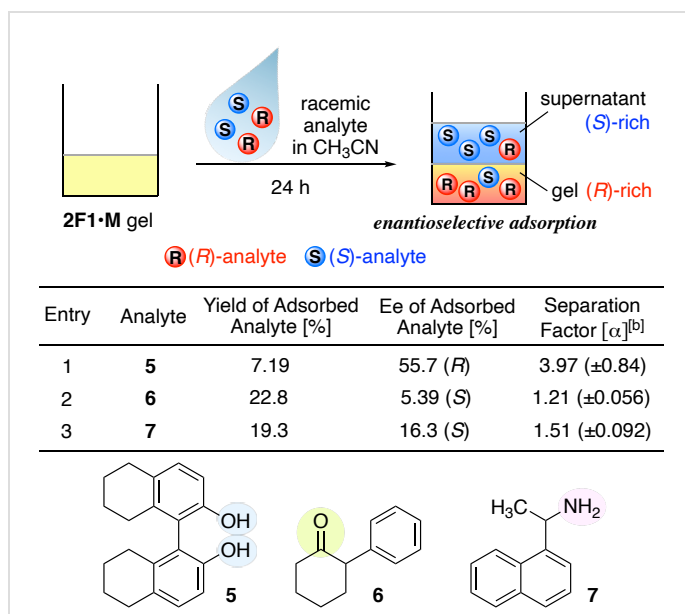 S
R
S
R
racemic
analyte
in CH3CN
24 h
2F1•M gel
supernatant
(S)-rich
S
S
S
R
R
R
S
R
gel (R)-rich
enantioselective adsorption
R (R)-analyte S (S)-analyte
Entry Analyte Yield of Adsorbed Analyte [%] Ee of Adsorbed Analyte [%] Separation Factor [α][b]
1 5 7.19 55.7 (R) 3.97 (±0.84)
2 6 22.8 5.39 (S) 1.21 (±0.056)
3 7 19.3 16.3 (S) 1.51 (±0.092)
OH
OH
5
O
6
H3C
NH2
7